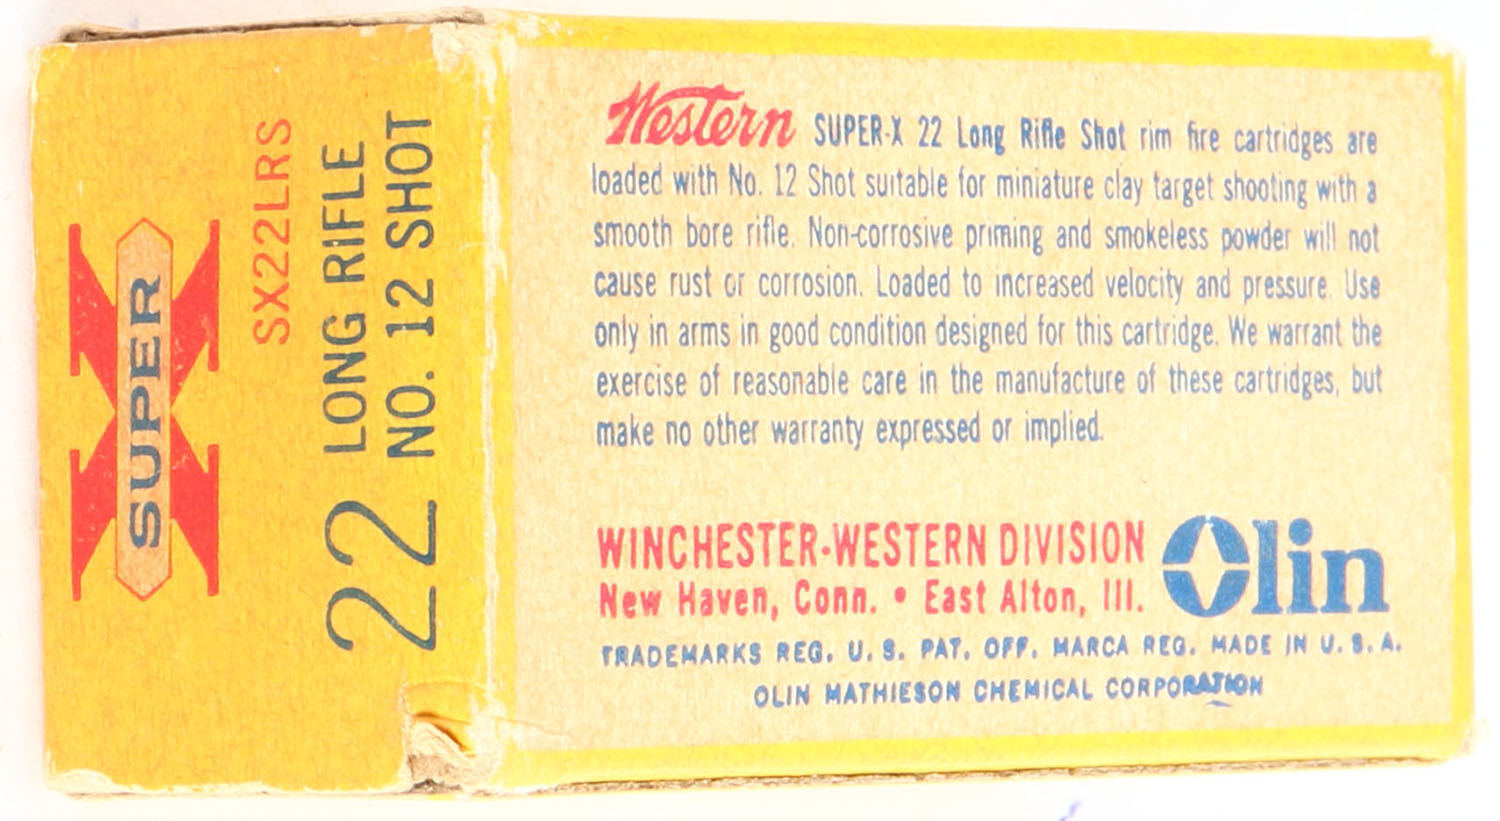 SUPER X
SX22LRS
22 LONG RIFLE
NO. 12 SHOT
Western SUPER-X 22 Long Rifle Shot rim fire cartridges are
loaded with No. 12 Shot suitable for miniature clay target shooting with a
smooth bore rifle. Non-corrosive priming and smokeless powder will not
cause rust or corrosion. Loaded to increased velocity and pressure. Use
only in arms in good condition designed for this cartridge. We warrant the
exercise of reasonable care in the manufacture of these cartridges, but
make no other warranty expressed or implied.
WINCHESTER-WESTERN DIVISION
New Haven, Conn. • East Alton, Ill.
Olin
TRADEMARKS REG. U. S. PAT. OFF. MARCA REG. MADE IN U. S. A.
OLIN MATHIESON CHEMICAL CORPORATION